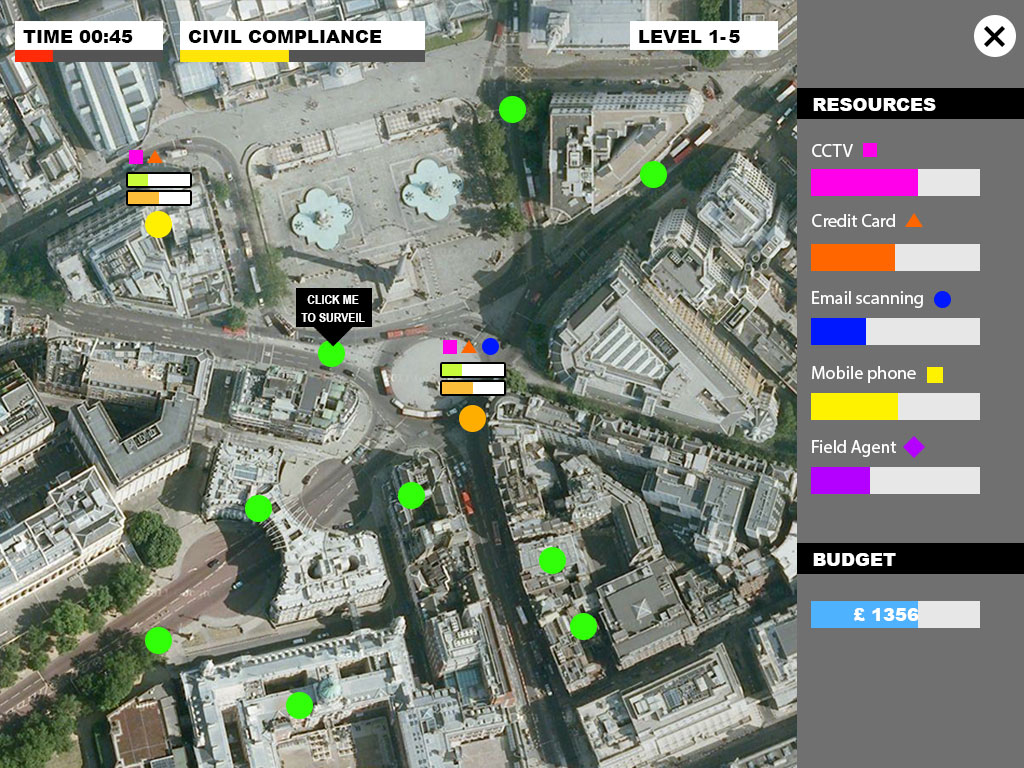 TIME 00:45
CIVIL COMPLIANCE
LEVEL 1-5
RESOURCES
CCTV
Credit Card
CLICK ME
TO SURVEIL
Email scanning
Mobile phone
Field Agent
BUDGET
£ 1356